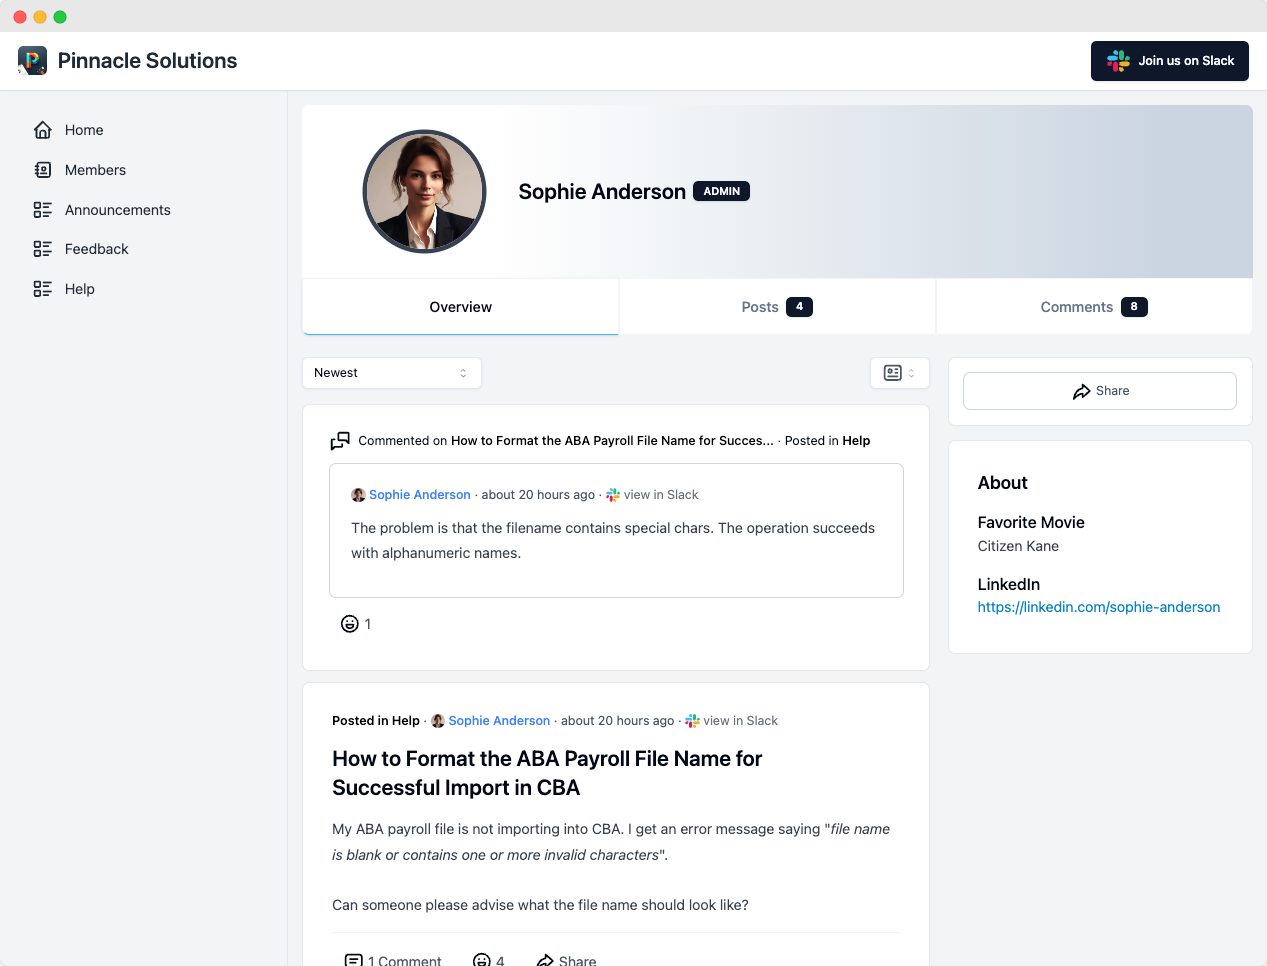 Pinnacle Solutions
Join us on Slack
Home
Members
Announcements
Feedback
Help
Sophie Anderson ADMIN
Overview
Posts 4
Comments 8
Newest
Share
Commented on How to Format the ABA Payroll File Name for Succes... · Posted in Help
Sophie Anderson · about 20 hours ago · view in Slack
The problem is that the filename contains special chars. The operation succeeds
with alphanumeric names.
1
About
Favorite Movie
Citizen Kane
LinkedIn
https://linkedin.com/sophie-anderson
Posted in Help · Sophie Anderson · about 20 hours ago · view in Slack
How to Format the ABA Payroll File Name for
Successful Import in CBA
My ABA payroll file is not importing into CBA. I get an error message saying "file name
is blank or contains one or more invalid characters".
Can someone please advise what the file name should look like?
1 Comment
4
Share